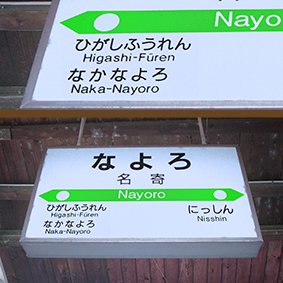 Nayoro
ひがしふうれん
Higashi-Fūren
なかなよろ
Naka-Nayoro
なよろ
名寄
Nayoro
ひがしふうれん
Higashi-Fūren
なかなよろ
Naka-Nayoro
にっしん
Nisshin